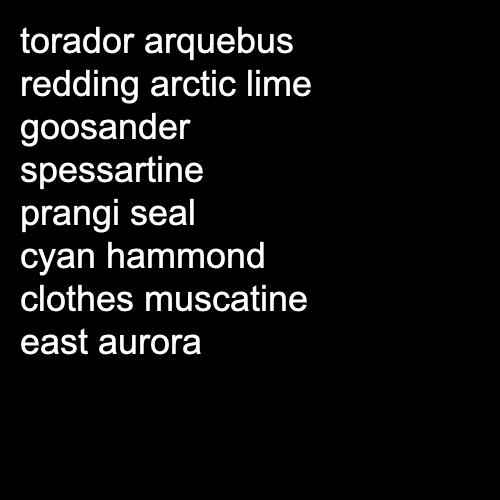 torador arquebus
redding arctic lime
goosander
spessartine
prangi seal
cyan hammond
clothes muscatine
east aurora